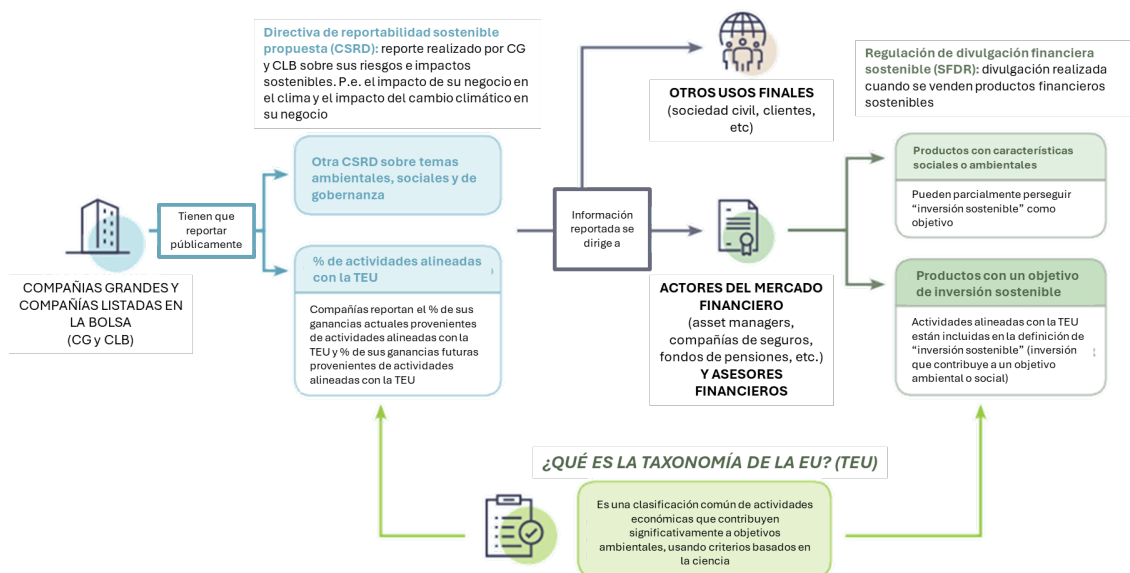 Directiva de reportabilidad sostenible
propuesta (CSRD): reporte realizado por CG
y CLB sobre sus riesgos e impactos
sostenibles. P.e. el impacto de su negocio en
el clima y el impacto del cambio climático en
su negocio
OTROS USOS FINALES
(sociedad civil, clientes,
etc)
Regulación de divulgación financiera
sostenible (SFDR): divulgación realizada
cuando se venden productos financieros
sostenibles
Otra CSRD sobre temas
ambientales, sociales y de
gobernanza
Productos con características
sociales o ambientales
Pueden parcialmente perseguir
“inversión sostenible” como
objetivo
Tienen que
reportar
públicamente
Información
reportada se
dirige a
% de actividades alineadas
con la TEU
Compañías reportan el % de sus
ganancias actuales provenientes
de actividades alineadas con la
TEU y % de sus ganancias futuras
provenientes de actividades
alineadas con la TEU
COMPAÑIAS GRANDES Y
COMPAÑÍAS LISTADAS EN
LA BOLSA
(CG y CLB)
ACTORES DEL MERCADO
FINANCIERO
(asset managers,
compañías de seguros,
fondos de pensiones, etc.)
Y ASESORES
FINANCIEROS
Productos con un objetivo
de inversión sostenible
Actividades alineadas con la TEU
están incluidas en la definición de
“inversión sostenible” (inversión
que contribuye a un objetivo
ambiental o social)
¿QUÉ ES LA TAXONOMÍA DE LA EU? (TEU)
Es una clasificación común de actividades
económicas que contribuyen
significativamente a objetivos
ambientales, usando criterios basados en
la ciencia